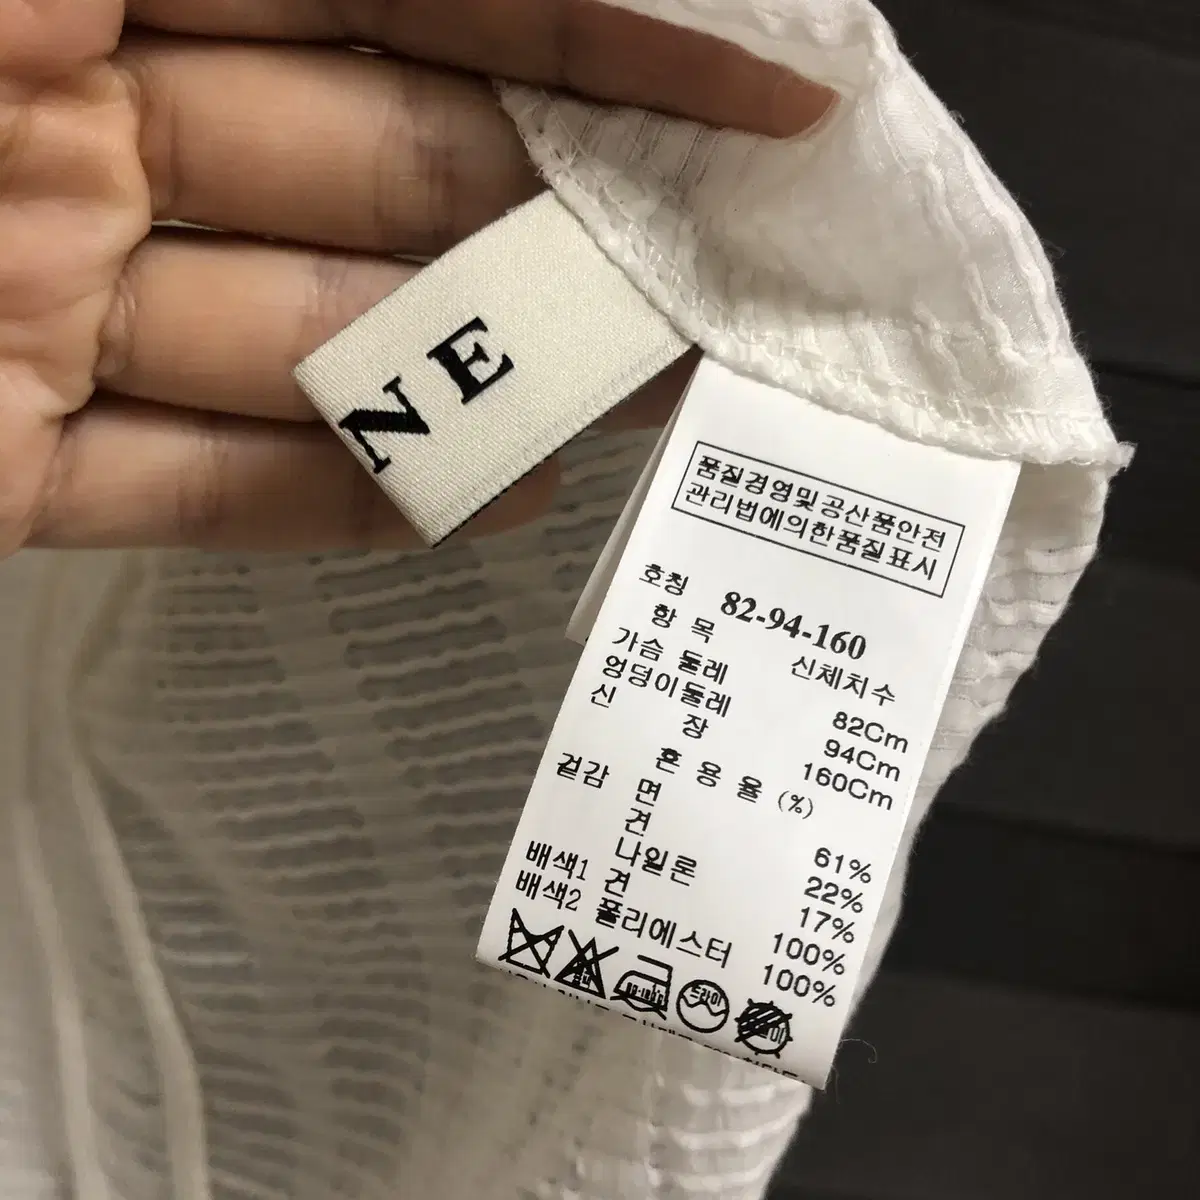 NE
품질경영및공산품안전
관리법에의한품질표시
호칭 82-94-160
항 목 신체치수
가슴 둘레 82Cm
엉덩이둘레 94Cm
신 장 160Cm
혼 용 율 (%)
겉감 면 61%
견 22%
나일론 17%
배색1 견 100%
배색2 폴리에스터 100%
드라이